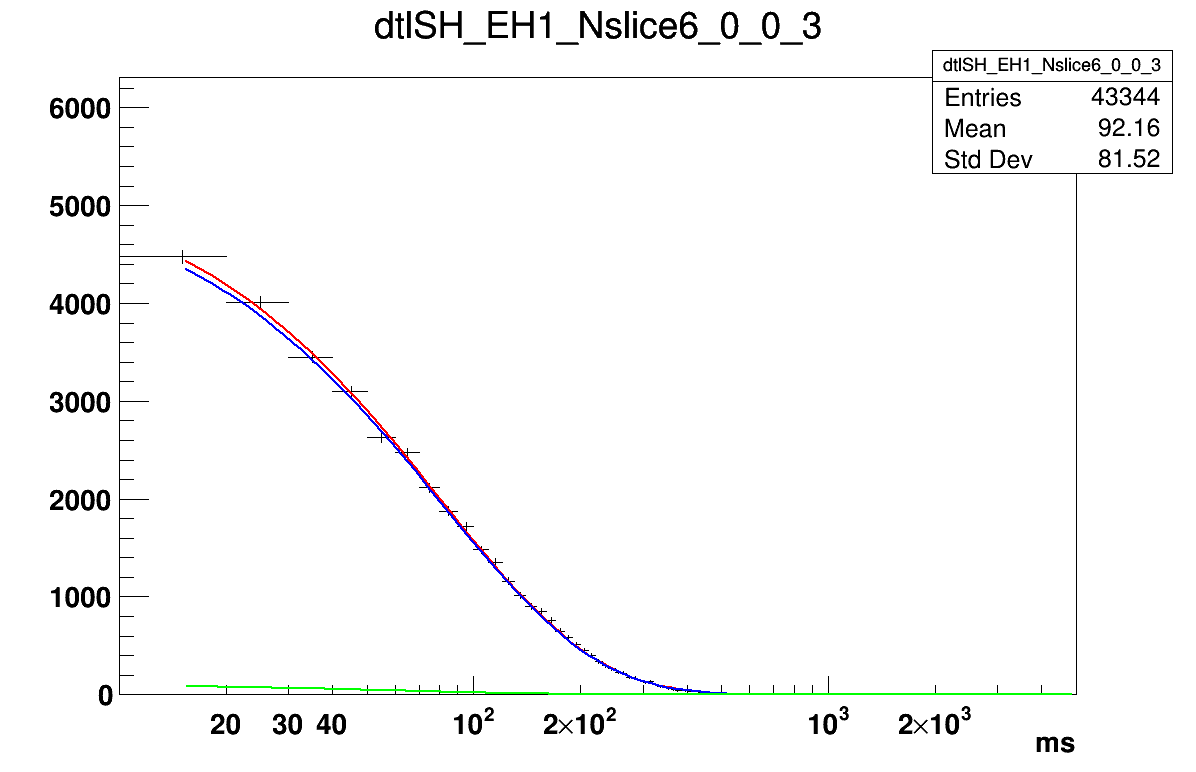 dtlSH_EH1_Nslice6_0_0_3
dtlSH_EH1_Nslice6_0_0_3
Entries 43344
Mean 92.16
Std Dev 81.52
6000
5000
4000
3000
2000
1000
0
20 30 40 10² 2×10² 10³ 2×10³
ms